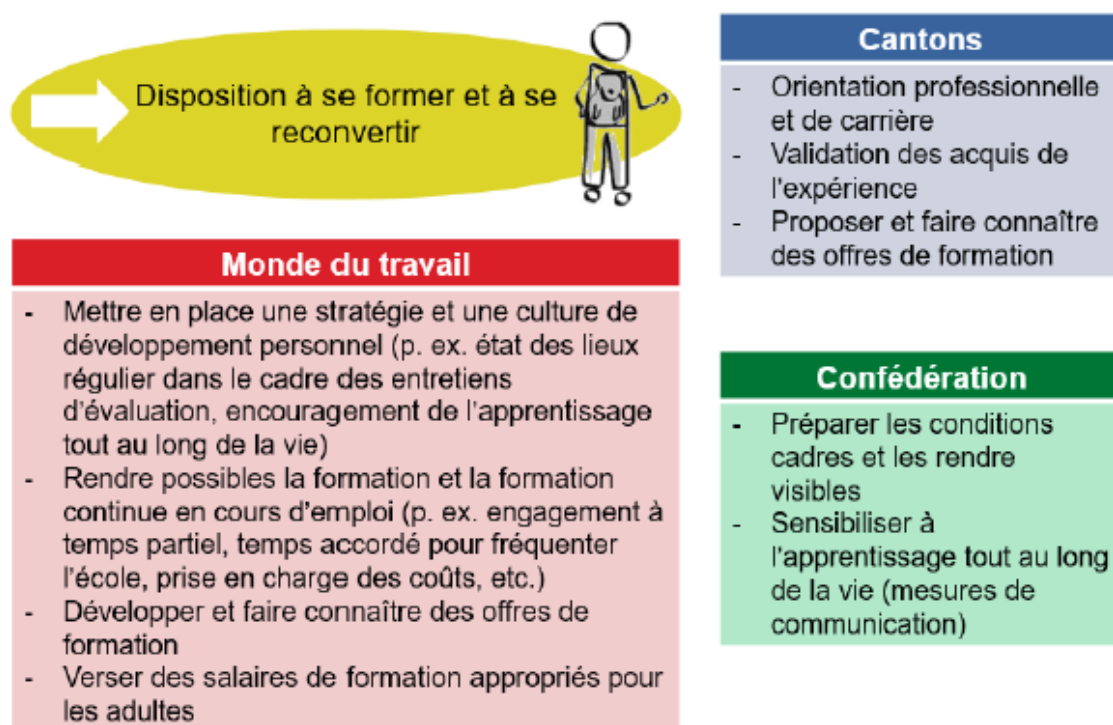 Disposition à se former et à se
reconvertir
Cantons
- Orientation professionnelle
et de carrière
- Validation des acquis de
l'expérience
- Proposer et faire connaître
des offres de formation
Monde du travail
- Mettre en place une stratégie et une culture de
développement personnel (p. ex. état des lieux
régulier dans le cadre des entretiens
d'évaluation, encouragement de l'apprentissage
tout au long de la vie)
- Rendre possibles la formation et la formation
continue en cours d'emploi (p. ex. engagement à
temps partiel, temps accordé pour fréquenter
l'école, prise en charge des coûts, etc.)
- Développer et faire connaître des offres de
formation
- Verser des salaires de formation appropriés pour
les adultes
Confédération
- Préparer les conditions
cadres et les rendre
visibles
- Sensibiliser à
l'apprentissage tout au long
de la vie (mesures de
communication)